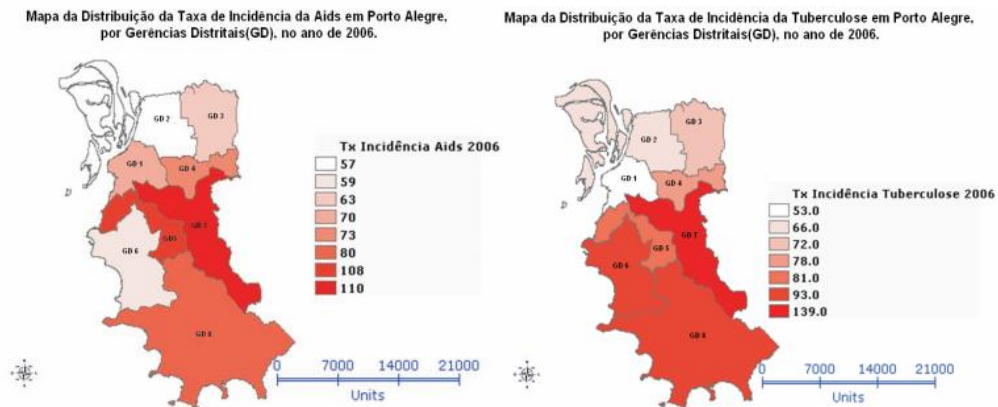 Mapa da Distribuição da Taxa de Incidência da Aids em Porto Alegre,
por Gerências Distritais(GD), no ano de 2006.
GD 2
GD 3
GD 1
GD 4
GD 7
GD5
GD 6
GD 8
Tx Incidência Aids 2006
57
59
63
70
73
80
108
110
0 7000 14000 21000
Units
Mapa da Distribuição da Taxa de Incidência da Tuberculose em Porto Alegre,
por Gerências Distritais(GD), no ano de 2006.
GD 2
GD 3
GD 1
GD 4
GD 7
GD 5
GD 6
GD 8
Tx Incidência Tuberculose 2006
53.0
66.0
72.0
78.0
81.0
93.0
139.0
0 7000 14000 21000
Units